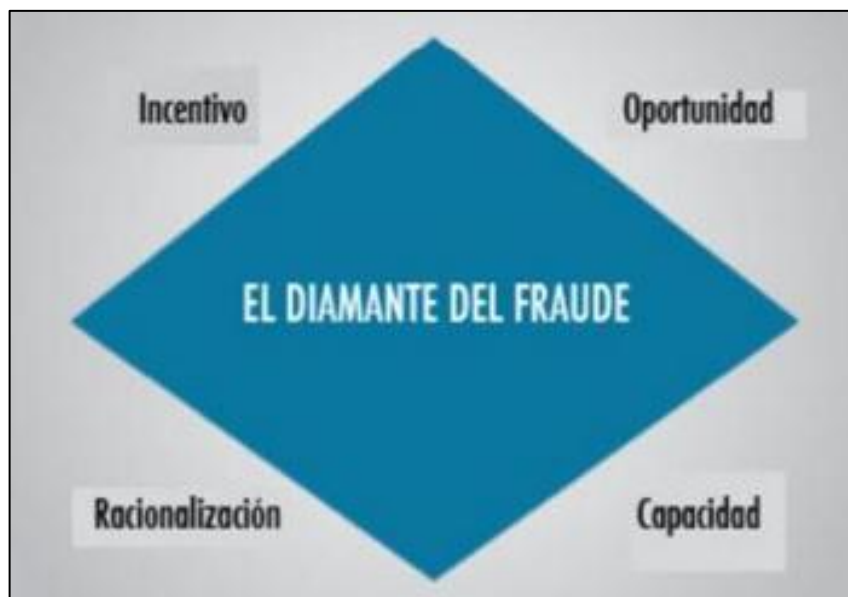 Incentivo
Oportunidad
EL DIAMANTE DEL FRAUDE
Racionalización
Capacidad